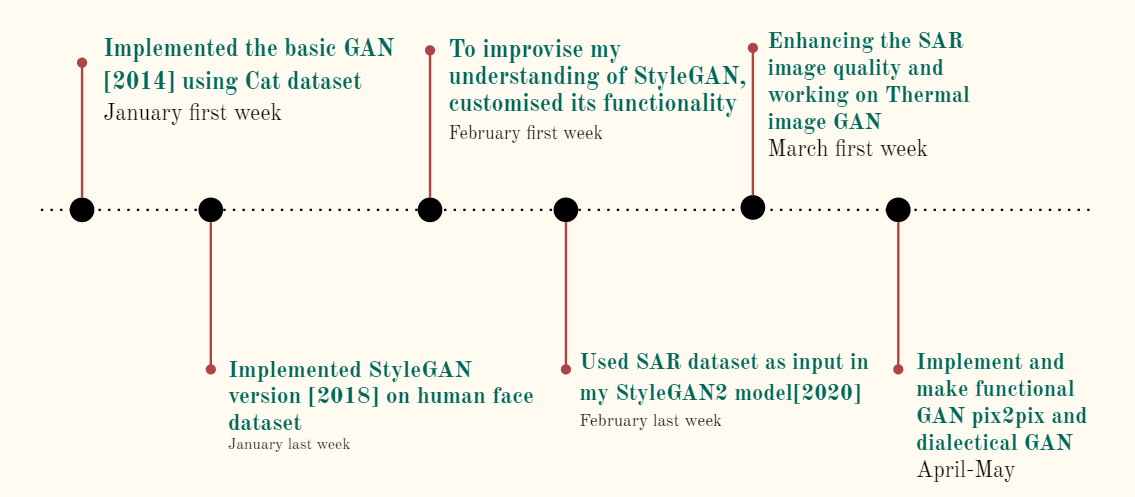 Implemented the basic GAN
[2014] using Cat dataset
January first week
To improvise my
understanding of StyleGAN,
customised its functionality
February first week
Enhancing the SAR
image quality and
working on Thermal
image GAN
March first week
Implemented StyleGAN
version [2018] on human face
dataset
January last week
Used SAR dataset as input in
my StyleGAN2 model[2020]
February last week
Implement and
make functional
GAN pix2pix and
dialectical GAN
April-May